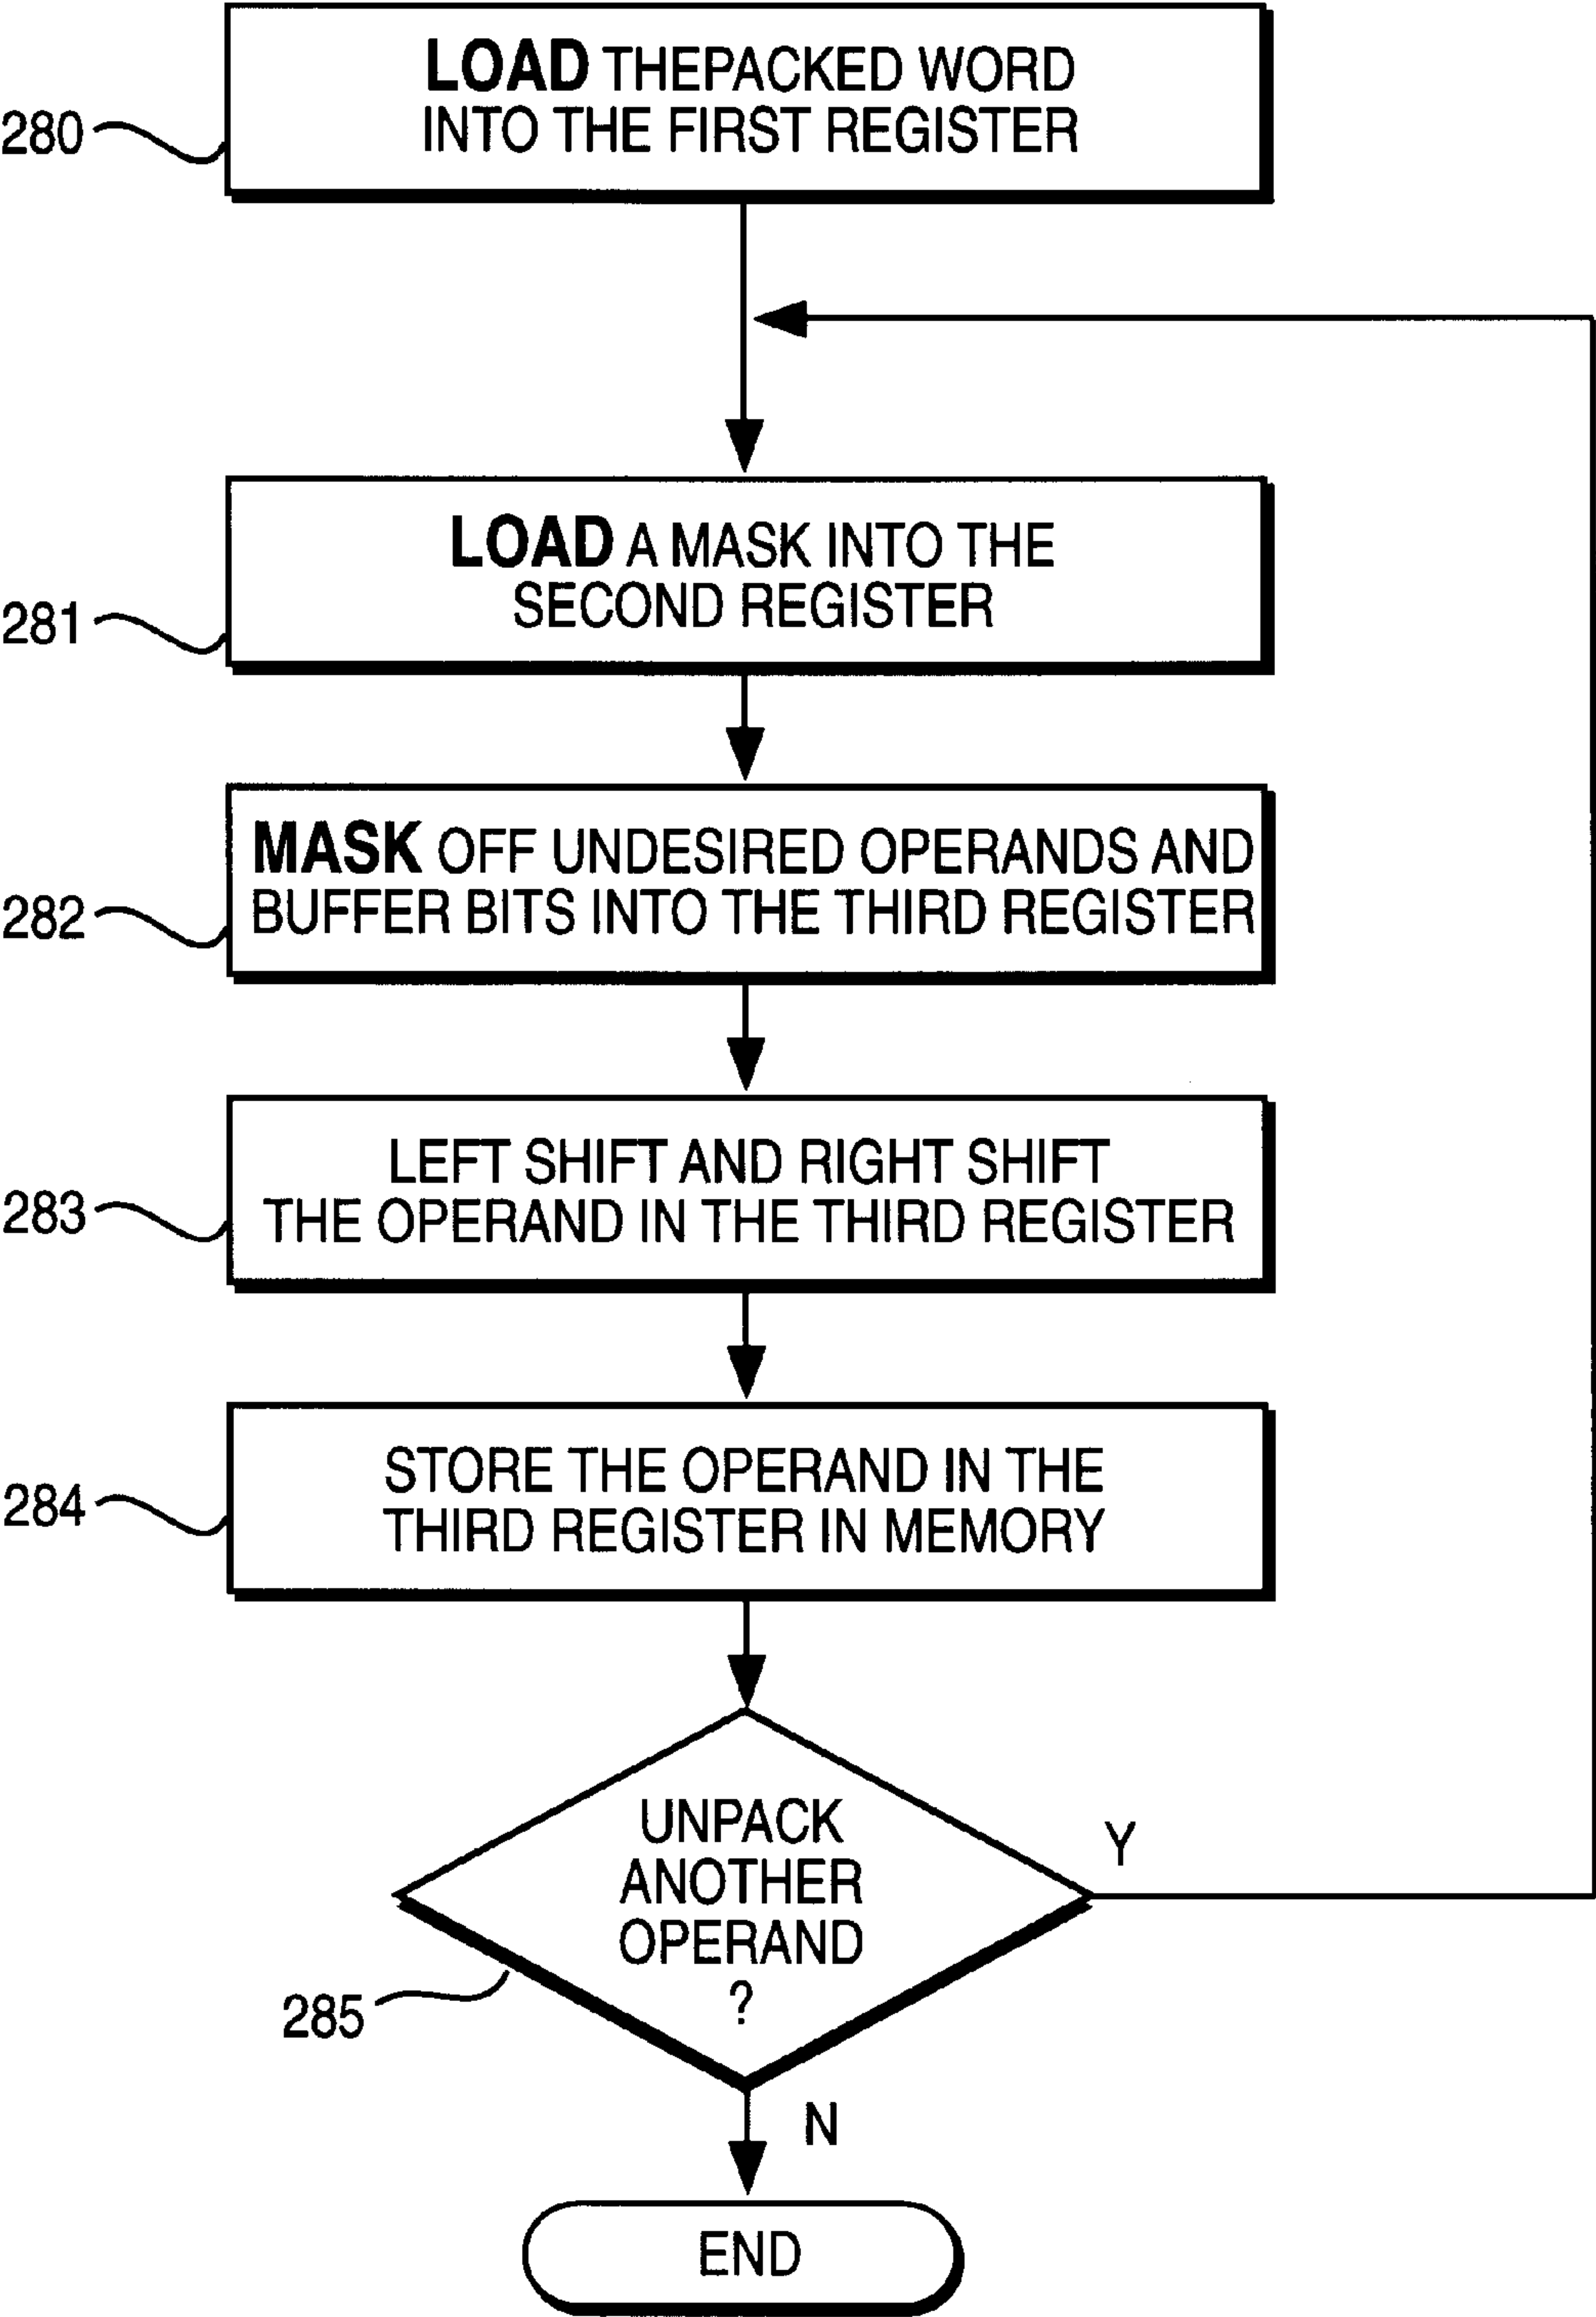 280
LOAD THEPACKED WORD
INTO THE FIRST REGISTER
281
LOAD A MASK INTO THE
SECOND REGISTER
282
MASK OFF UNDESIRED OPERANDS AND
BUFFER BITS INTO THE THIRD REGISTER
283
LEFT SHIFT AND RIGHT SHIFT
THE OPERAND IN THE THIRD REGISTER
284
STORE THE OPERAND IN THE
THIRD REGISTER IN MEMORY
285
UNPACK
ANOTHER
OPERAND
?
Y
N
END